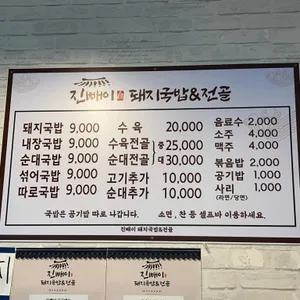 진배이 돼지국밥&전골
돼지국밥 9,000
내장국밥 9,000
순대국밥 9,000
섞어국밥 9,000
따로국밥 9,000
수육 20,000
수육전골 중 25,000
순대전골 대 30,000
고기추가 10,000
순대추가 10,000
음료수 2,000
소주 4,000
맥주 4,000
볶음밥 2,000
공기밥 1,000
사리 1,000
(라면/당면)
국밥은 공기밥 따로 나갑니다.
소면, 찬 등 셀프바 이용하세요.
진배이 돼지국밥&전골
진배이
돼지국밥&전골
진배이
돼지국밥&전골